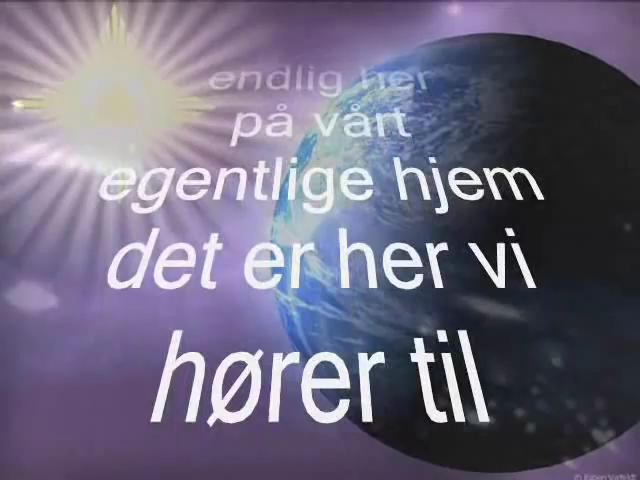 endlig her
på vårt
egentlige hjem
det er her vi
hører til